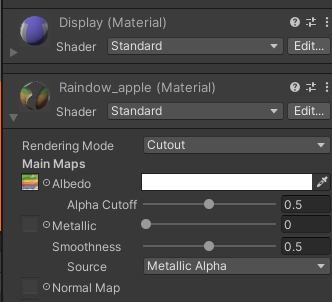 Display (Material)
Shader Standard Edit...
Raindow_apple (Material)
Shader Standard Edit...
Rendering Mode Cutout
Main Maps
Albedo
Alpha Cutoff 0.5
Metallic 0
Smoothness 0.5
Source Metallic Alpha
Normal Map